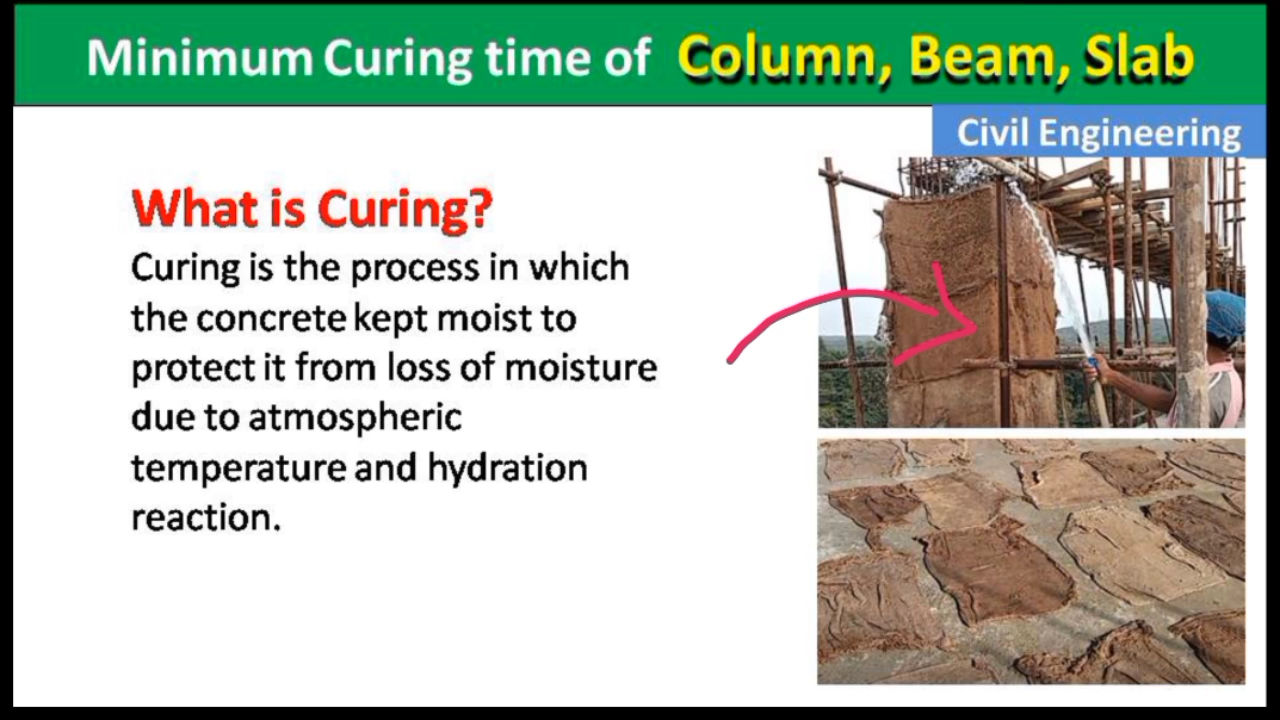 Minimum Curing time of Column, Beam, Slab
Civil Engineering
What is Curing?
Curing is the process in which
the concrete kept moist to
protect it from loss of moisture
due to atmospheric
temperature and hydration
reaction.